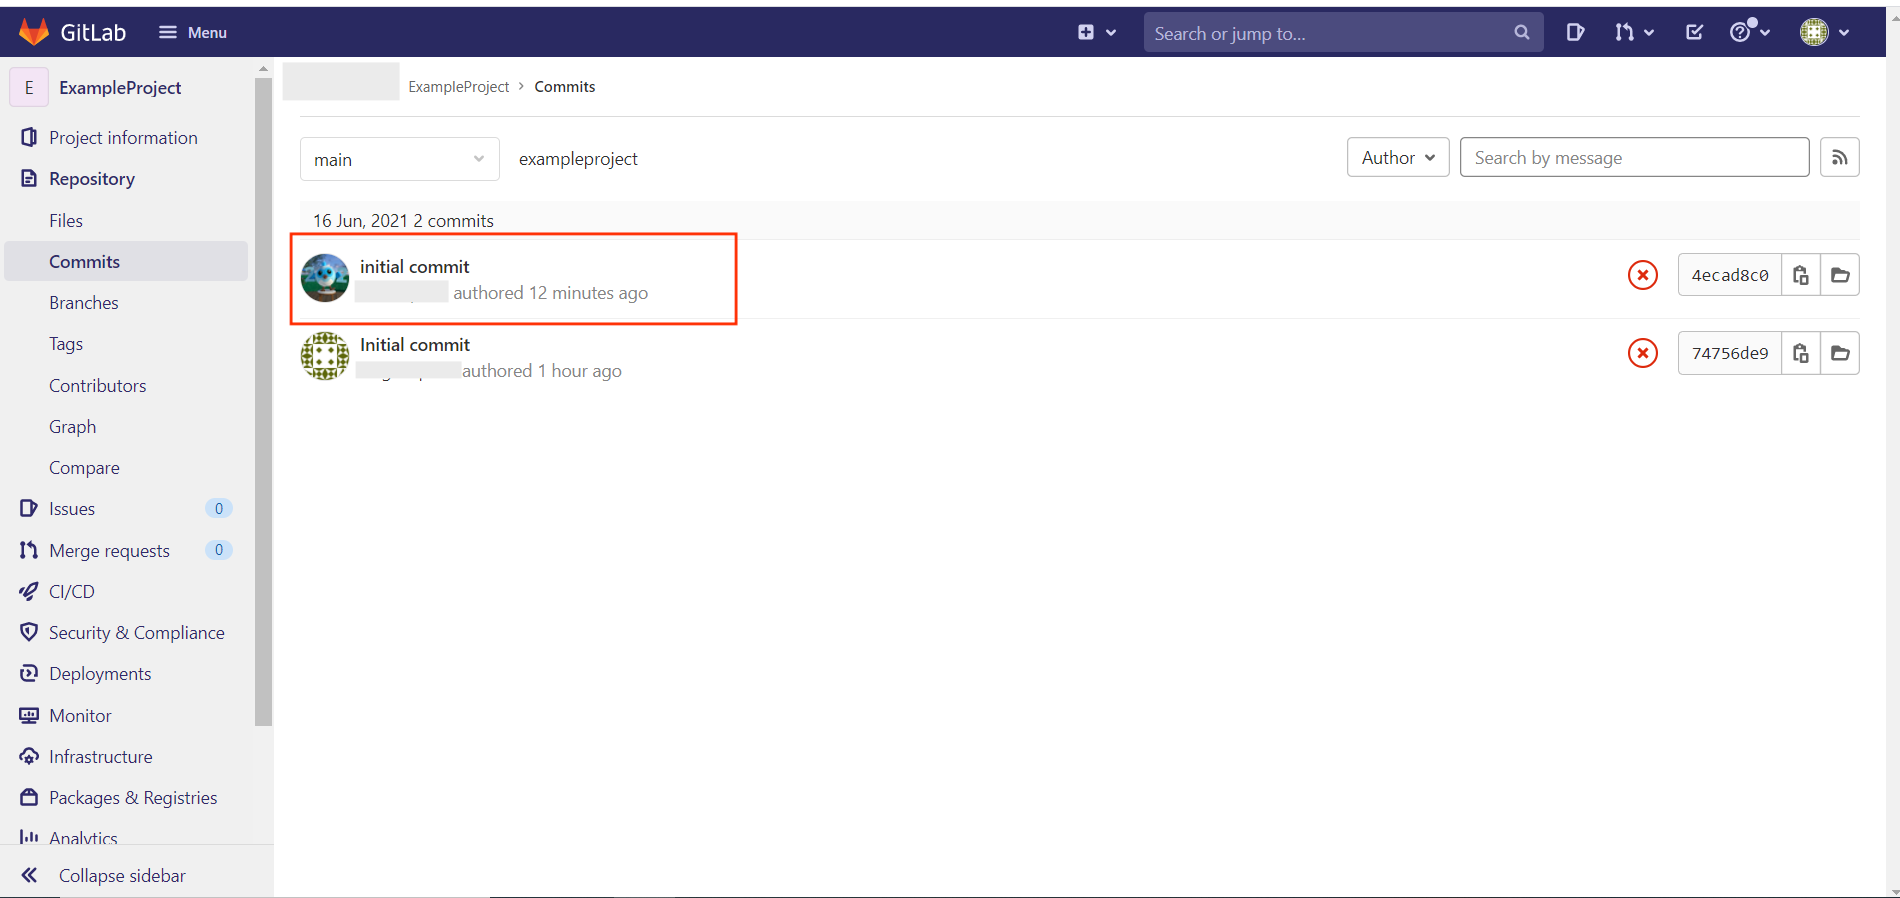 GitLab Menu Search or jump to...
E ExampleProject
ExampleProject › Commits
Project information
Repository
Files
Commits
Branches
Tags
Contributors
Graph
Compare
Issues 0
Merge requests 0
CI/CD
Security & Compliance
Deployments
Monitor
Infrastructure
Packages & Registries
Analytics
Collapse sidebar
main exampleproject Author Search by message
16 Jun, 2021 2 commits
initial commit
authored 12 minutes ago
4ecad8c0
Initial commit
authored 1 hour ago
74756de9